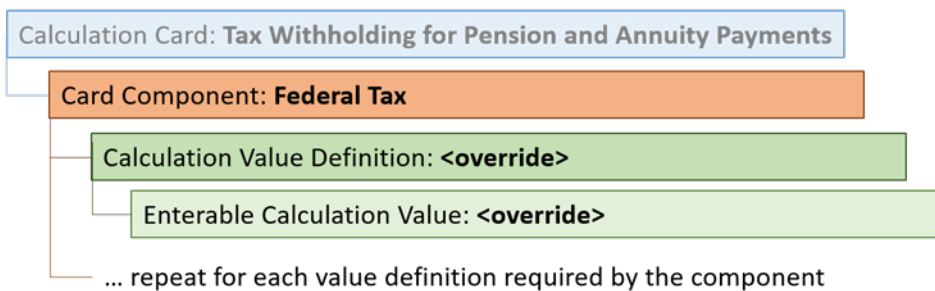 Calculation Card: Tax Withholding for Pension and Annuity Payments
Card Component: Federal Tax
Calculation Value Definition: <override>
Enterable Calculation Value: <override>
... repeat for each value definition required by the component